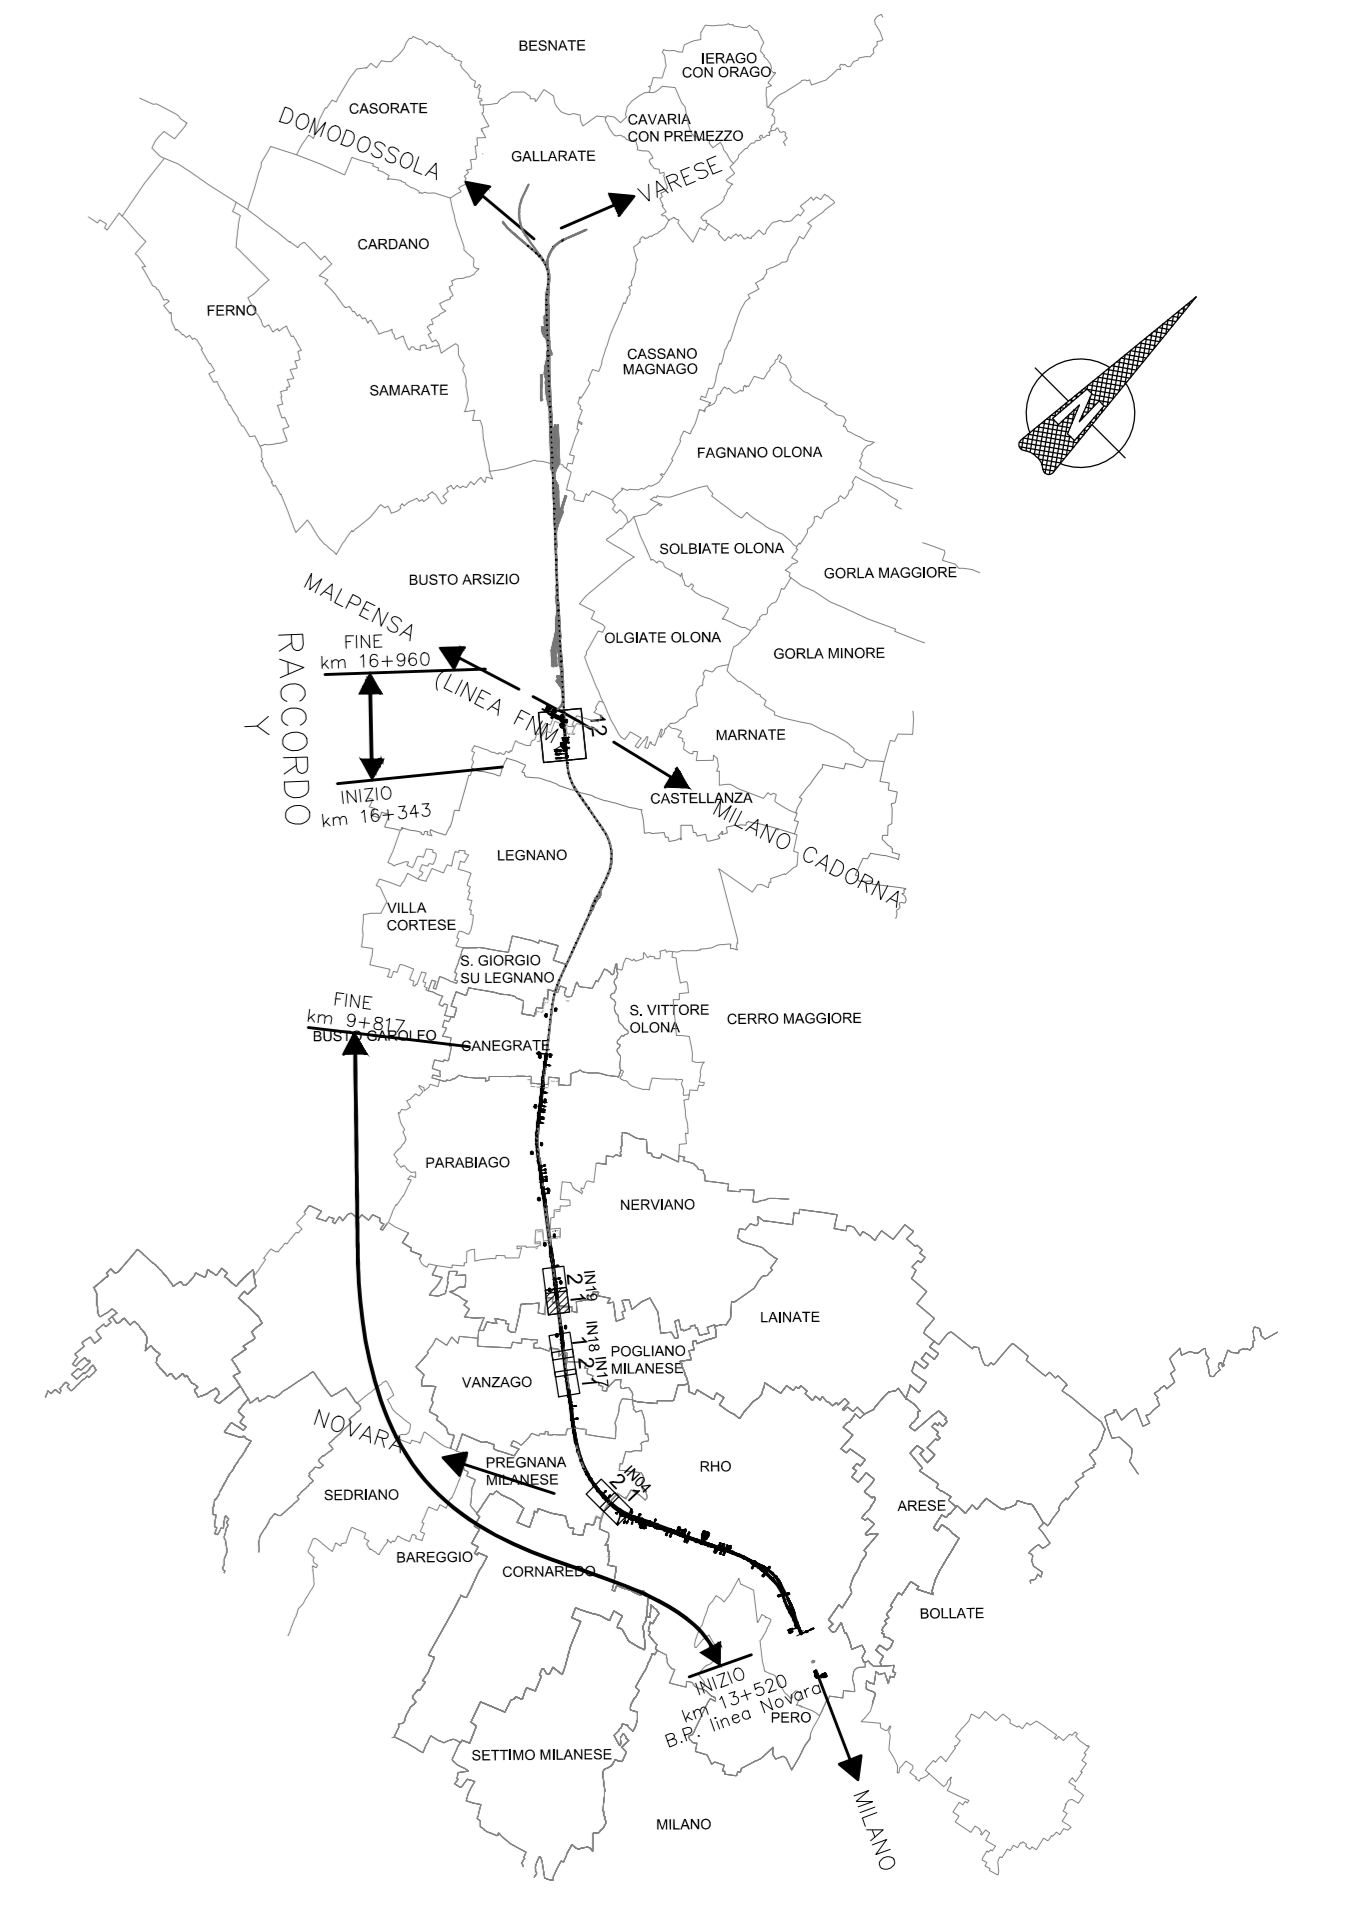 BESNATE
IERAGO
CON ORAGO
CASORATE
DOMODOSSOLA
CAVARIA
CON PREMEZZO
GALLARATE
VARESE
CARDANO
FERNO
CASSANO
MAGNAGO
SAMARATE
N
FAGNANO OLONA
SOLBIATE OLONA
GORLA MAGGIORE
BUSTO ARSIZIO
MALPENSA
(LINEA FNM)
OLGIATE OLONA
GORLA MINORE
FINE
km 16+960
RACCORDO
Y
1
2
MARNATE
INIZIO
km 16+343
CASTELLANZA
MILANO CADORNA
LEGNANO
VILLA
CORTESE
S. GIORGIO
SU LEGNANO
FINE
km 9+817
BUSTO GAROLFO
CANEGRATE
S. VITTORE
OLONA
CERRO MAGGIORE
PARABIAGO
NERVIANO
IN19
2
1
LAINATE
IN18
1
2
IN17
1
POGLIANO
MILANESE
VANZAGO
NOVARA
PREGNANA
MILANESE
RHO
IN04
2
1
SEDRIANO
ARESE
BAREGGIO
CORNAREDO
BOLLATE
INIZIO
km 13+520
B.P. linea Novara
PERO
SETTIMO MILANESE
MILANO
MILANO